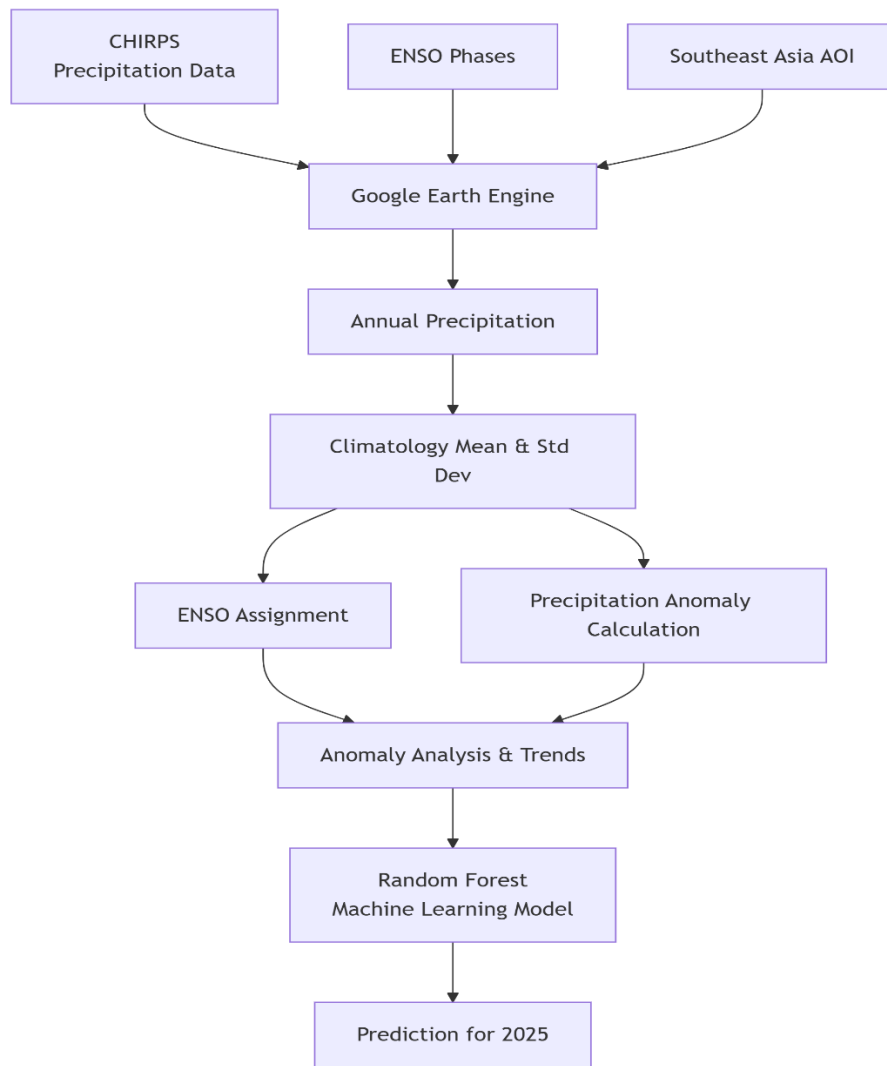 CHIRPS
Precipitation Data
ENSO Phases
Southeast Asia AOI
Google Earth Engine
Annual Precipitation
Climatology Mean & Std
Dev
ENSO Assignment
Precipitation Anomaly
Calculation
Anomaly Analysis & Trends
Random Forest
Machine Learning Model
Prediction for 2025